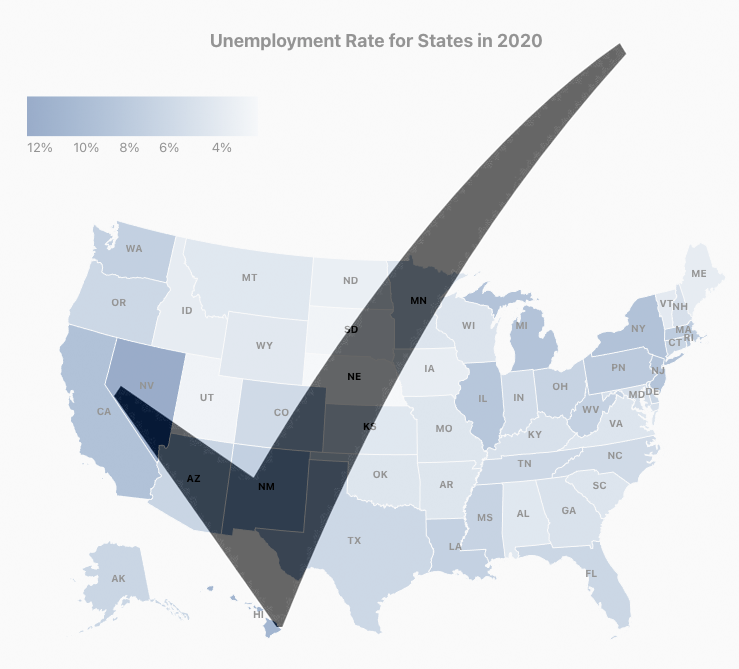 Unemployment Rate for States in 2020
12% 10% 8% 6% 4%
WA
ME
MT
ND
OR
MN
VT NH
ID
SD
WI
MI
NY
MA
RI
CT
WY
IA
PN
NJ
NE
NV
OH
DE
MD
UT
IL
IN
CA
CO
WV
VA
KS
MO
KY
NC
TN
OK
AZ
AR
SC
NM
MS
AL
GA
TX
LA
FL
AK
HI